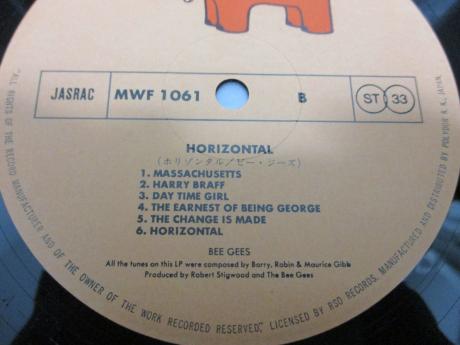 JASRAC
MWF 1061
B
ST 33
HORIZONTAL
(ホリゾンタル/ビー・ジーズ)
1. MASSACHUSETTS
2. HARRY BRAFF
3. DAY TIME GIRL
4. THE EARNEST OF BEING GEORGE
5. THE CHANGE IS MADE
6. HORIZONTAL
BEE GEES
All the tunes on this LP were composed by Barry, Robin & Maurice Gibb
Produced by Robert Stigwood and The Bee Gees
"ALL RIGHTS OF THE RECORD MANUFACTURER AND OF THE OWNER OF THE WORK RECORDED RESERVED", LICENSED BY RSO RECORDS. MANUFACTURED AND DISTRIBUTED BY POLYDOR K.K., JAPAN.